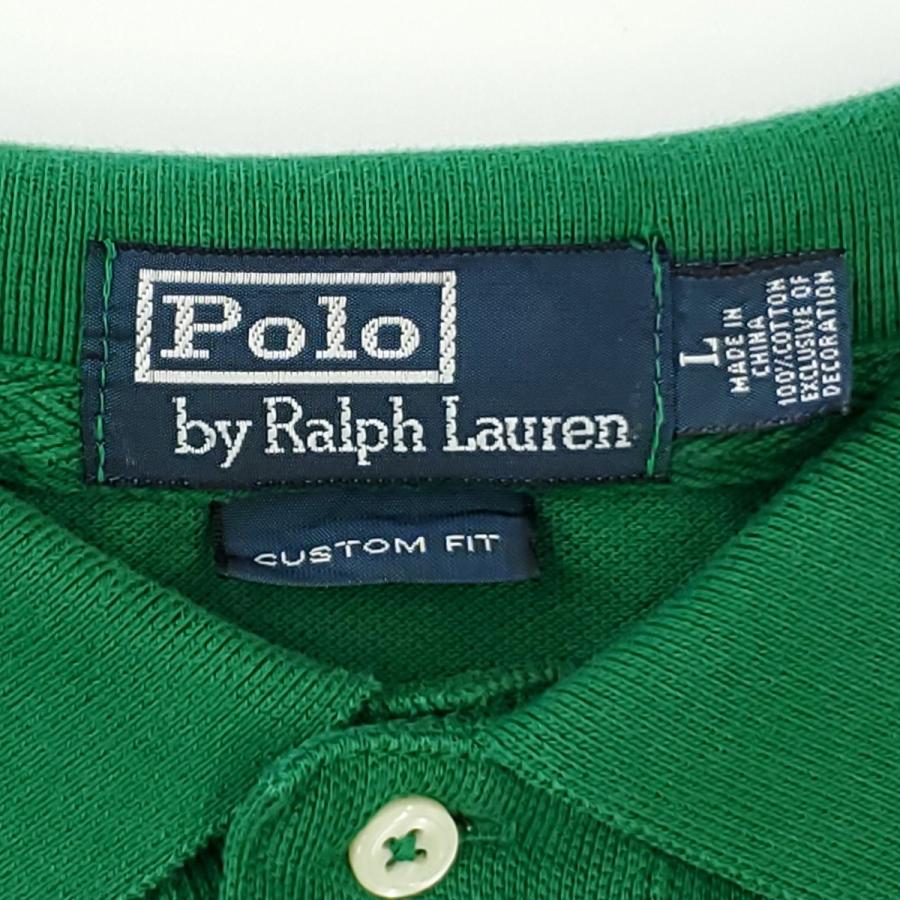 Polo
by Ralph Lauren
L
MADE IN
CHINA
100% COTTON
EXCLUSIVE OF
DECORATION
CUSTOM FIT